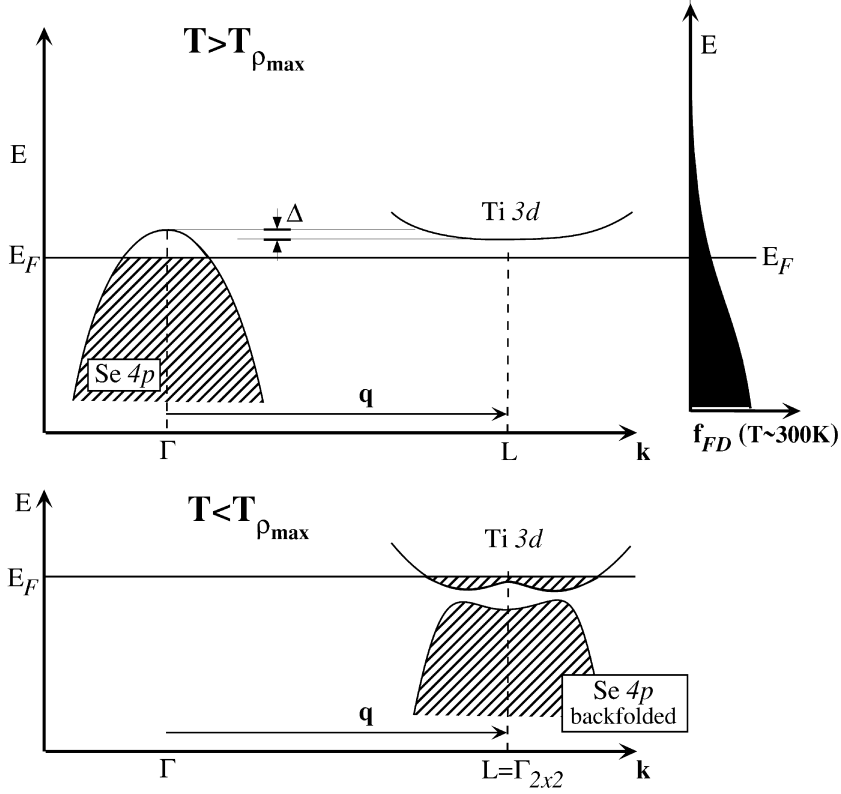 T>Tρmax
E
E
Δ
Ti 3d
EF
EF
Se 4p
q
Γ
L
k
fFD (T~300K)
E
T<Tρmax
Ti 3d
EF
Se 4p
backfolded
q
Γ
L=Γ2x2
k